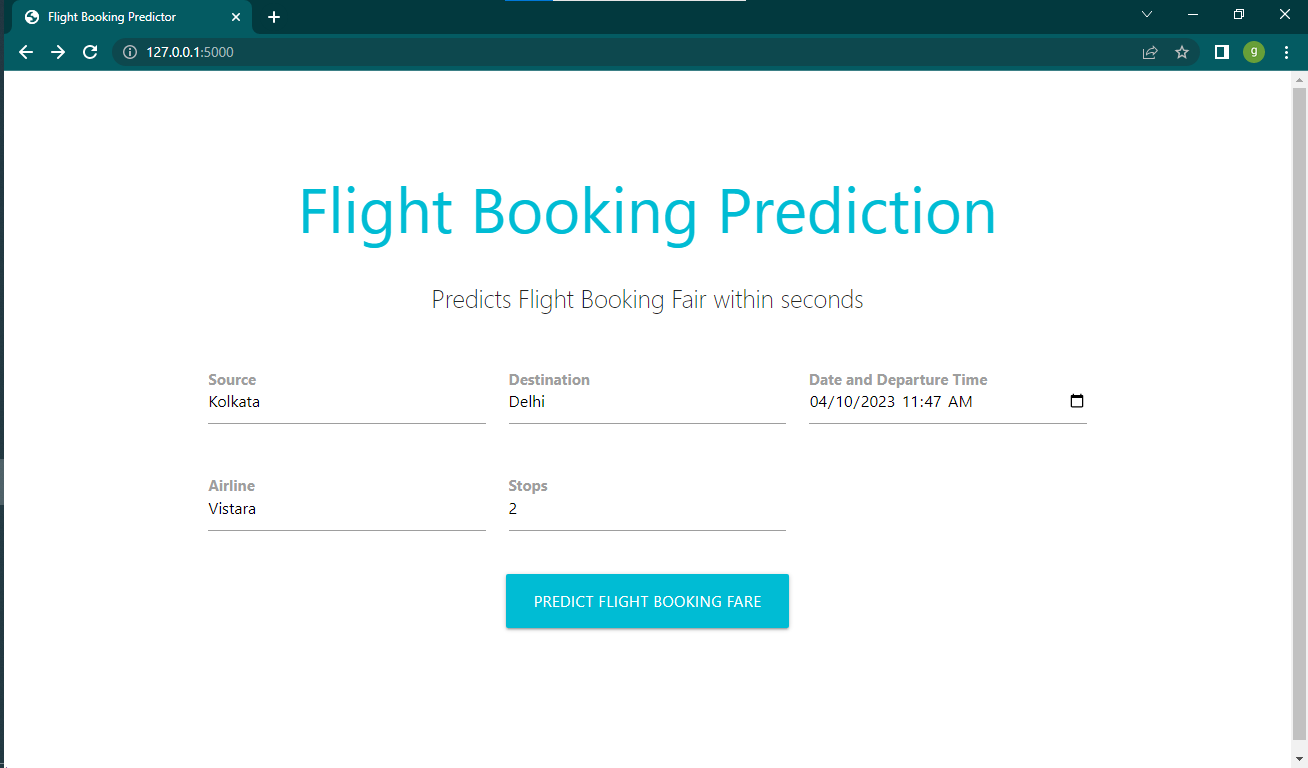 Flight Booking Predictor
127.0.0.1:5000
g
Flight Booking Prediction
Predicts Flight Booking Fair within seconds
Source
Kolkata
Destination
Delhi
Date and Departure Time
04/10/2023 11:47 AM
Airline
Vistara
Stops
2
PREDICT FLIGHT BOOKING FARE